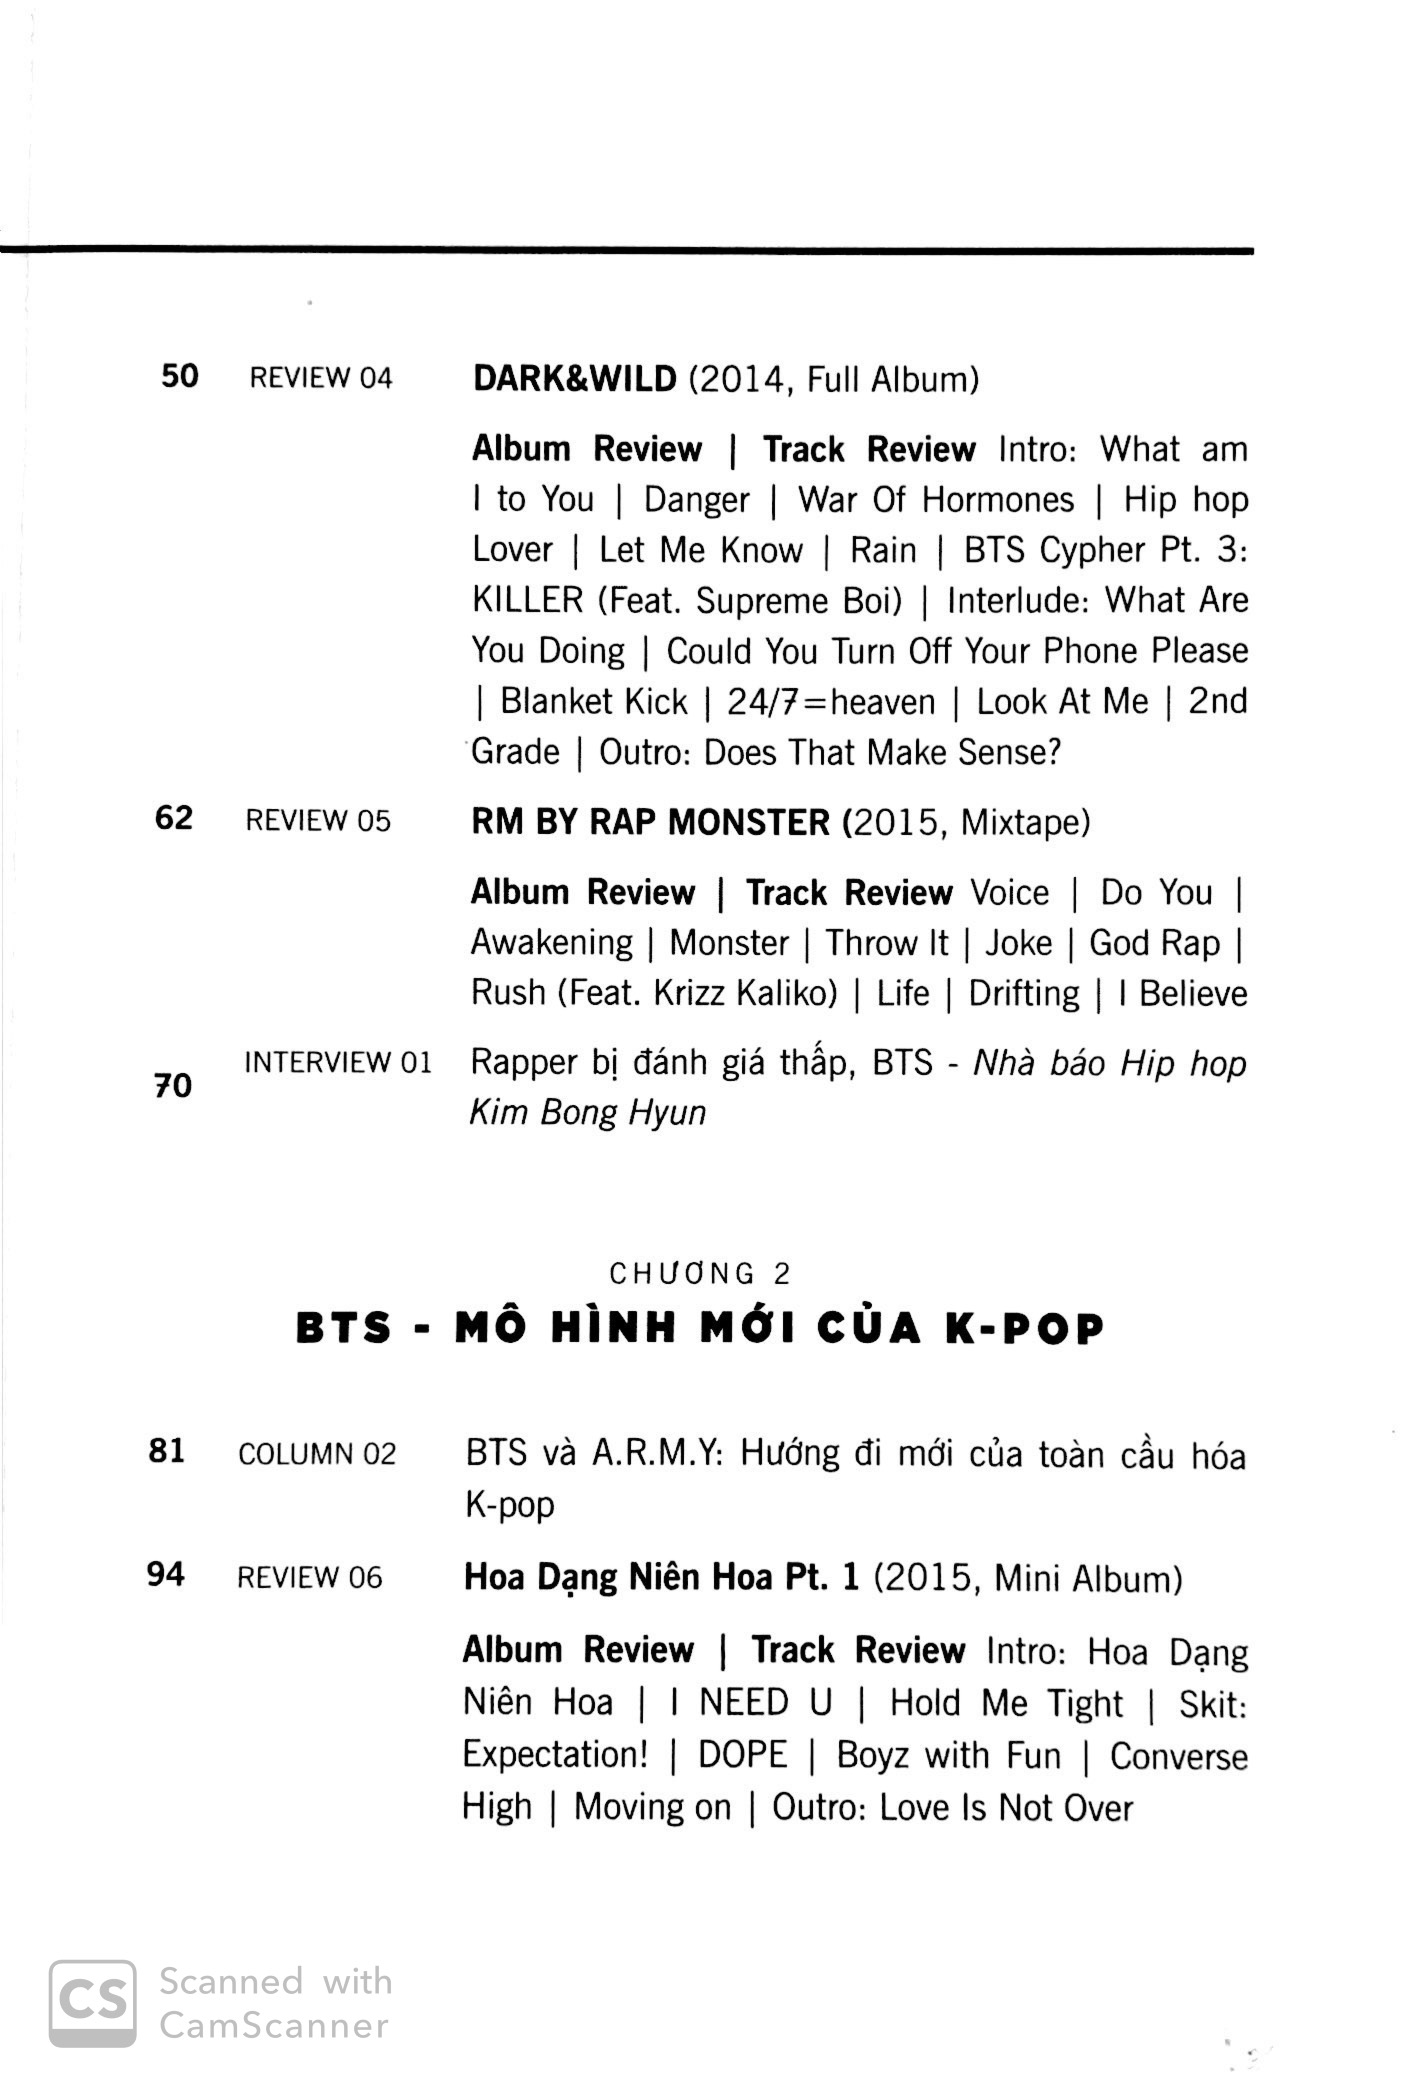 50 REVIEW 04 DARK&WILD (2014, Full Album)
Album Review | Track Review Intro: What am
I to You | Danger | War Of Hormones | Hip hop
Lover | Let Me Know | Rain | BTS Cypher Pt. 3:
KILLER (Feat. Supreme Boi) | Interlude: What Are
You Doing | Could You Turn Off Your Phone Please
| Blanket Kick | 24/7=heaven | Look At Me | 2nd
Grade | Outro: Does That Make Sense?
62 REVIEW 05 RM BY RAP MONSTER (2015, Mixtape)
Album Review | Track Review Voice | Do You |
Awakening | Monster | Throw It | Joke | God Rap |
Rush (Feat. Krizz Kaliko) | Life | Drifting | I Believe
70 INTERVIEW 01 Rapper bị đánh giá thấp, BTS - Nhà báo Hip hop
Kim Bong Hyun
CHƯƠNG 2
BTS - MÔ HÌNH MỚI CỦA K-POP
81 COLUMN 02 BTS và A.R.M.Y: Hướng đi mới của toàn cầu hóa
K-pop
94 REVIEW 06 Hoa Dạng Niên Hoa Pt. 1 (2015, Mini Album)
Album Review | Track Review Intro: Hoa Dạng
Niên Hoa | I NEED U | Hold Me Tight | Skit:
Expectation! | DOPE | Boyz with Fun | Converse
High | Moving on | Outro: Love Is Not Over
CS Scanned with
CamScanner